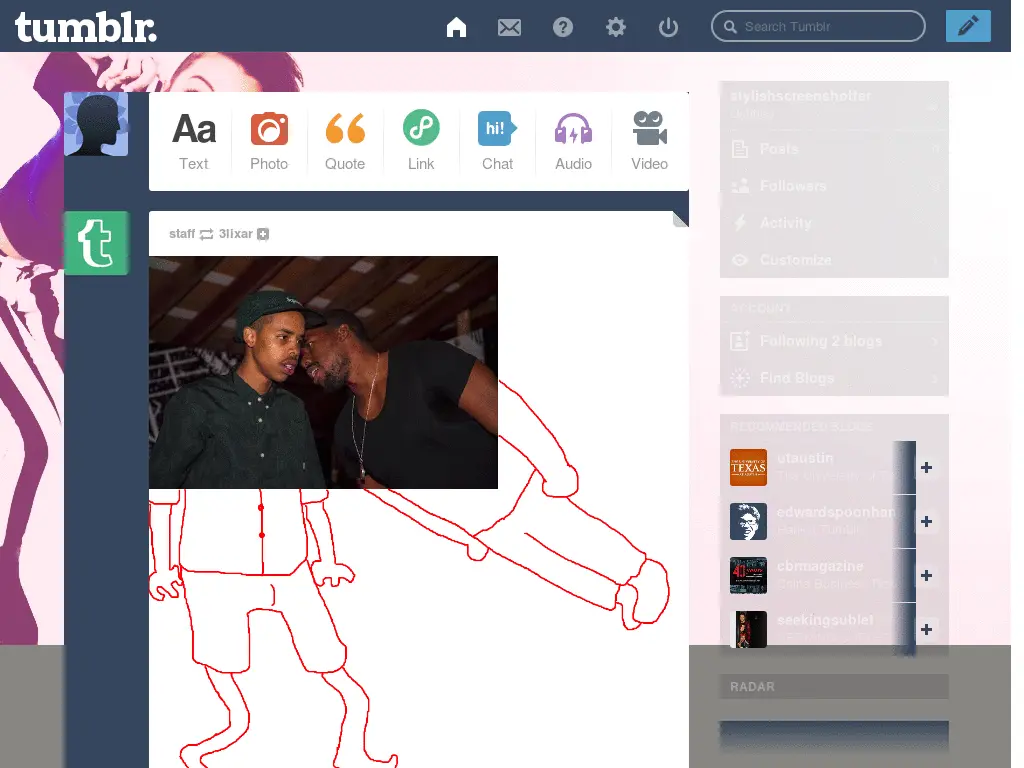 tumblr.
Search Tumblr
Aa
hi!
Text
Photo
Quote
Link
Chat
Audio
Video
staff 3lixar
stylishscreenshotter
Posts
Followers
Activity
Customize
ACCOUNT
Following 2 blogs
Find Blogs
RECOMMENDED BLOGS
TEXAS
utaustin
edwardspoonhan
cbmagazine
seekingsublet
RADAR